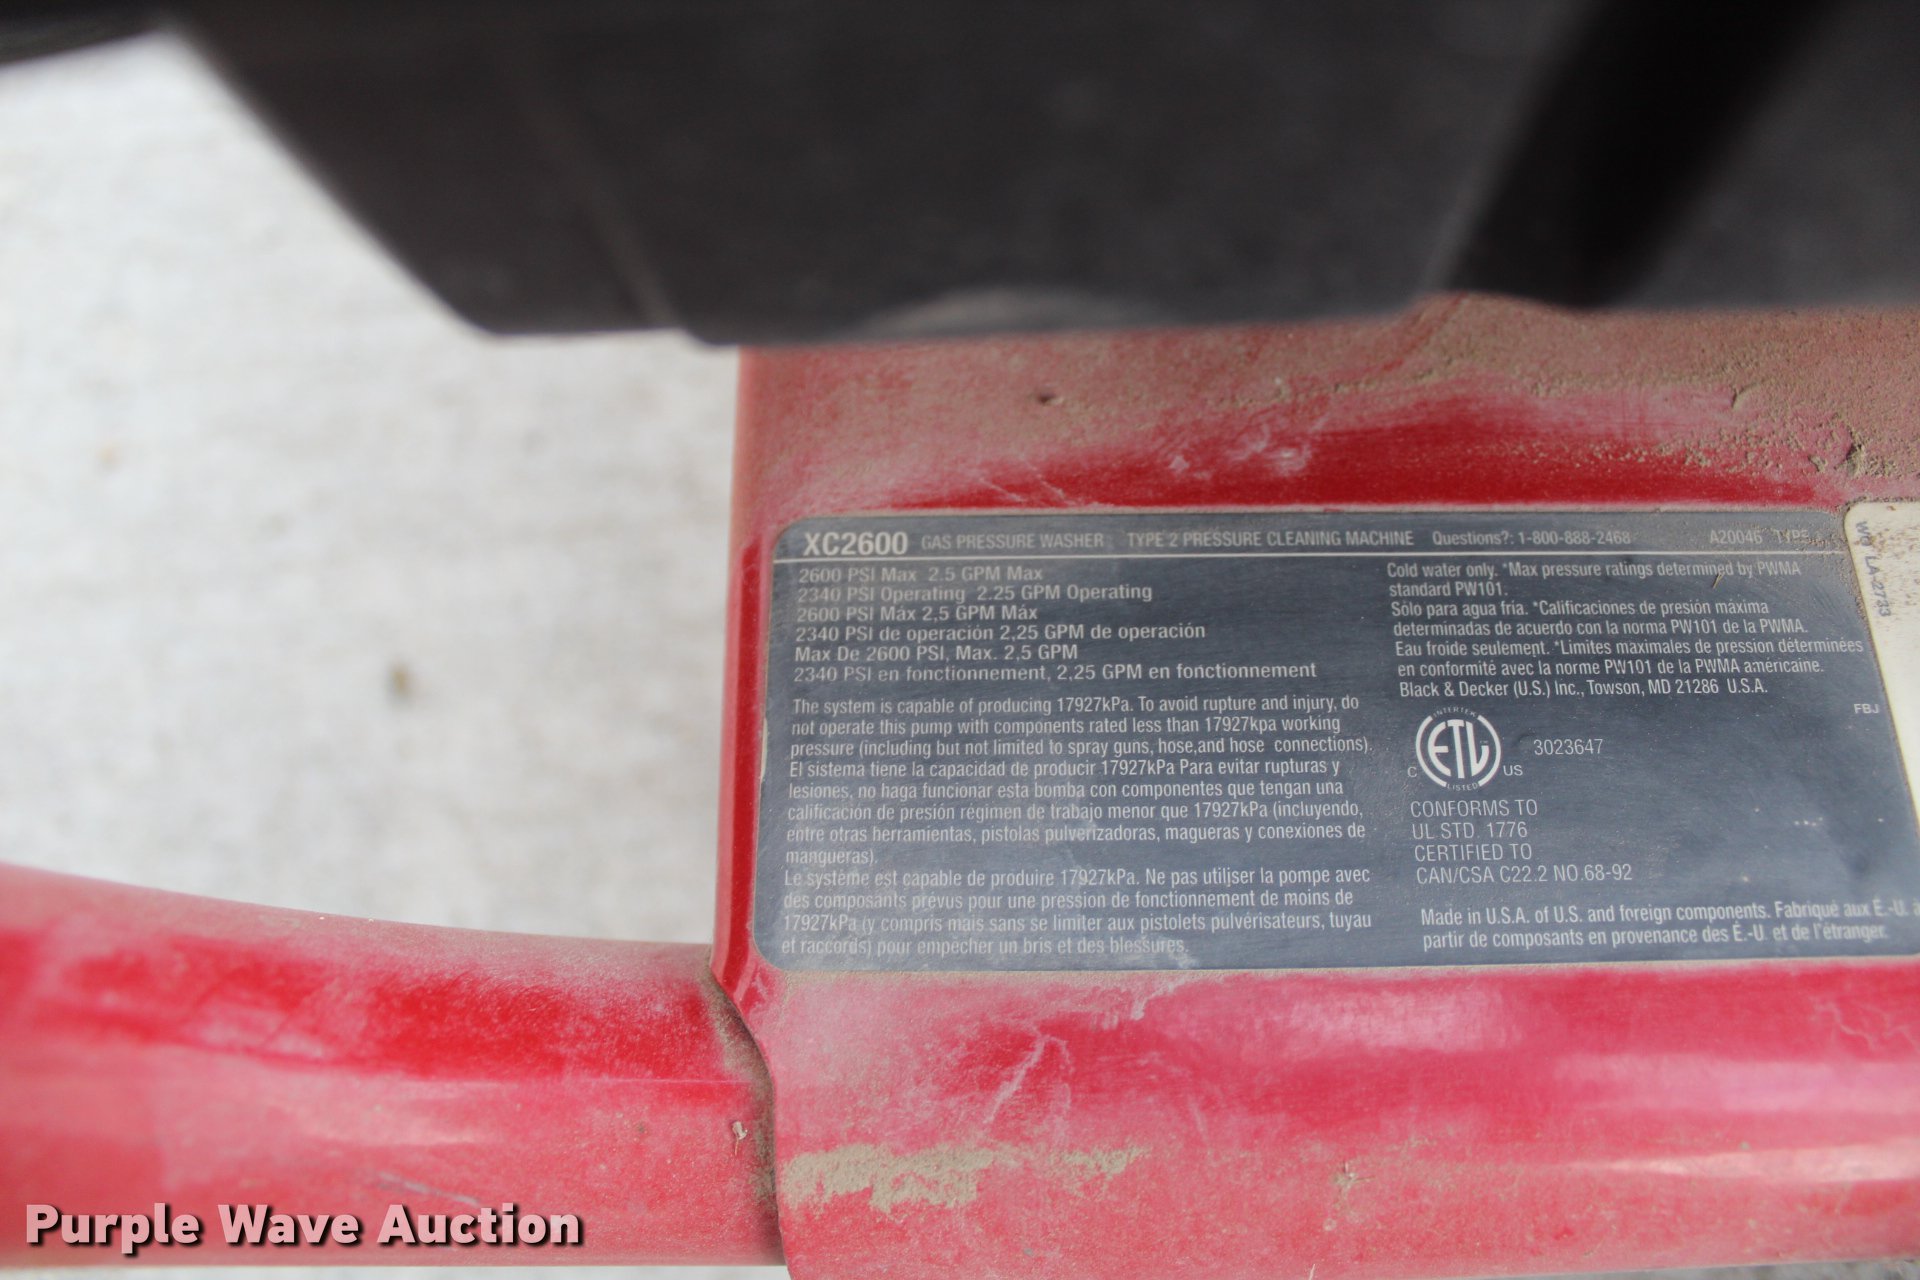 XC2600 GAS PRESSURE WASHER TYPE 2 PRESSURE CLEANING MACHINE Questions?: 1-800-888-2468 A20046 TYPE
2600 PSI Max 2.5 GPM Max
2340 PSI Operating 2.25 GPM Operating
2600 PSI Máx 2,5 GPM Máx
2340 PSI de operación 2,25 GPM de operación
Max De 2600 PSI, Max. 2,5 GPM
2340 PSI en fonctionnement, 2,25 GPM en fonctionnement
The system is capable of producing 17927kPa. To avoid rupture and injury, do
not operate this pump with components rated less than 17927kpa working
pressure (including but not limited to spray guns, hose,and hose connections).
El sistema tiene la capacidad de producir 17927kPa Para evitar rupturas y
lesiones, no haga funcionar esta bomba con componentes que tengan una
calificación de presión régimen de trabajo menor que 17927kPa (incluyendo,
entre otras herramientas, pistolas pulverizadoras, magueras y conexiones de
mangueras).
Le système est capable de produire 17927kPa. Ne pas utiliser la pompe avec
des composants prévus pour une pression de fonctionnement de moins de
17927kPa (y compris mais sans se limiter aux pistolets pulvérisateurs, tuyau
et raccords) pour empêcher un bris et des blessures.
Cold water only. *Max pressure ratings determined by PWMA
standard PW101.
Sólo para agua fría. *Calificaciones de presión máxima
determinadas de acuerdo con la norma PW101 de la PWMA.
Eau froide seulement. *Limites maximales de pression déterminées
en conformité avec la norme PW101 de la PWMA américaine.
Black & Decker (U.S.) Inc., Towson, MD 21286 U.S.A.
FBJ
INTERTEK
ETL
C US
LISTED
3023647
CONFORMS TO
UL STD. 1776
CERTIFIED TO
CAN/CSA C22.2 NO.68-92
Made in U.S.A. of U.S. and foreign components. Fabriqué aux É.-U. à
partir de composants en provenance des É.-U. et de l'étranger.
LA-2733
Purple Wave Auction